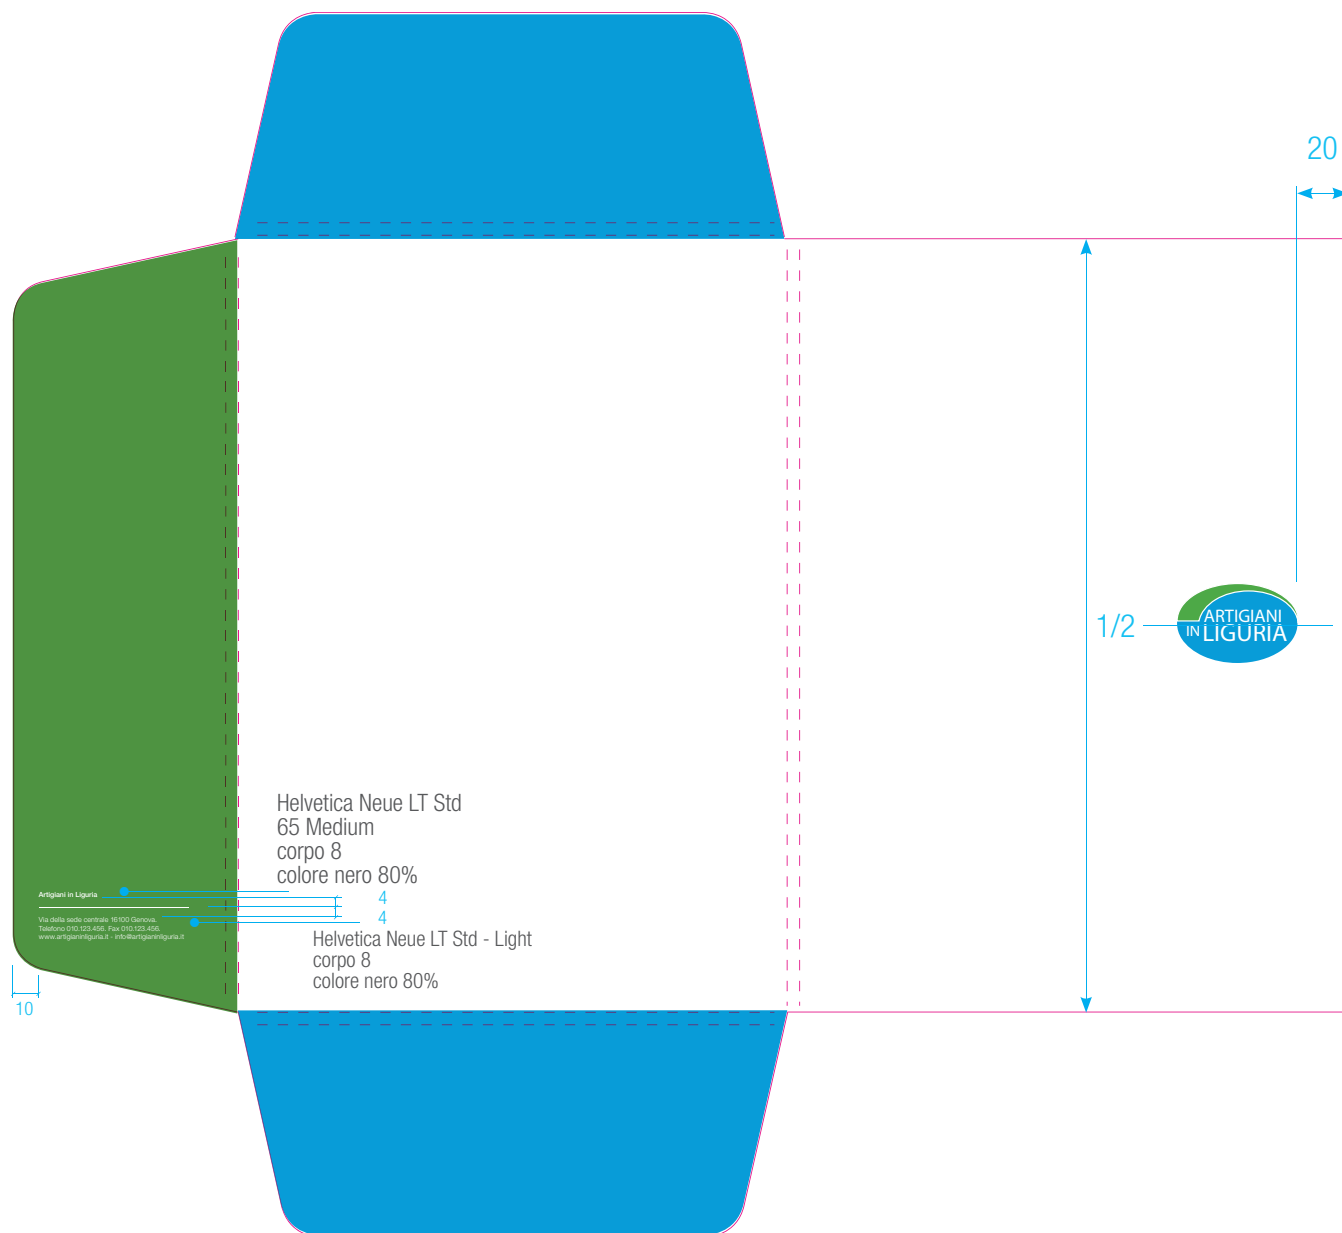 20
1/2
ARTIGIANI
IN LIGURIA
Helvetica Neue LT Std
65 Medium
corpo 8
colore nero 80%
4
4
Artigiani in Liguria
Via della sede centrale 16100 Genova.
Telefono 010.123.456. Fax 010.123.456.
www.artigianinliguria.it - info@artigianinliguria.it
Helvetica Neue LT Std - Light
corpo 8
colore nero 80%
10